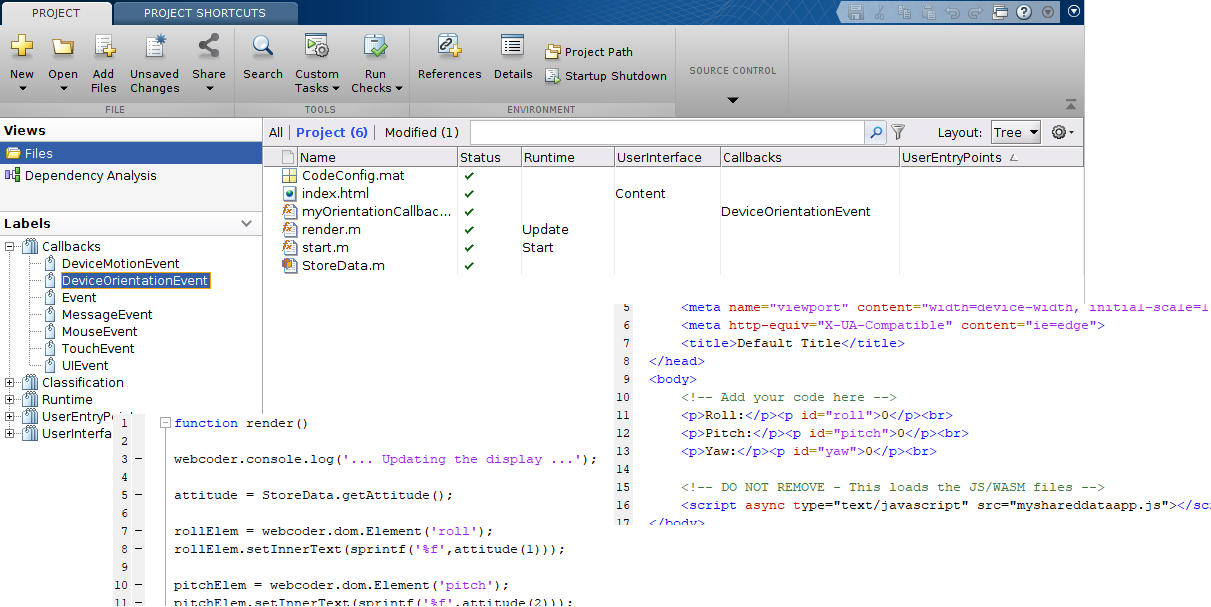 PROJECT
PROJECT SHORTCUTS
New
Open
Add Files
Unsaved Changes
Share
FILE
Search
Custom Tasks
Run Checks
TOOLS
References
Details
Project Path
Startup Shutdown
ENVIRONMENT
SOURCE CONTROL
Views
Files
Dependency Analysis
Labels
Callbacks
DeviceMotionEvent
DeviceOrientationEvent
Event
MessageEvent
MouseEvent
TouchEvent
UIEvent
Classification
Runtime
UserEntryPoint
UserInterfa
All | Project (6) | Modified (1)
Layout: Tree
Name Status Runtime UserInterface Callbacks UserEntryPoints
CodeConfig.mat
index.html Content
myOrientationCallbac... DeviceOrientationEvent
render.m Update
start.m Start
StoreData.m
5 <meta name="viewport" content="width=device-width, initial-scale=1
6 <meta http-equiv="X-UA-Compatible" content="ie=edge">
7 <title>Default Title</title>
8 </head>
9 <body>
10 <!-- Add your code here -->
11 <p>Roll:</p><p id="roll">0</p><br>
12 <p>Pitch:</p><p id="pitch">0</p><br>
13 <p>Yaw:</p><p id="yaw">0</p><br>
14
15 <!-- DO NOT REMOVE - This loads the JS/WASM files -->
16 <script async type="text/javascript" src="myshareddataapp.js"></scr
17 </body>
1 function render()
2
3 – webcoder.console.log('... Updating the display ...');
4
5 – attitude = StoreData.getAttitude();
6
7 – rollElem = webcoder.dom.Element('roll');
8 – rollElem.setInnerText(sprintf('%f',attitude(1)));
9
10 – pitchElem = webcoder.dom.Element('pitch');
11 – pitchElem.setInnerText(sprintf('%f',attitude(2)));